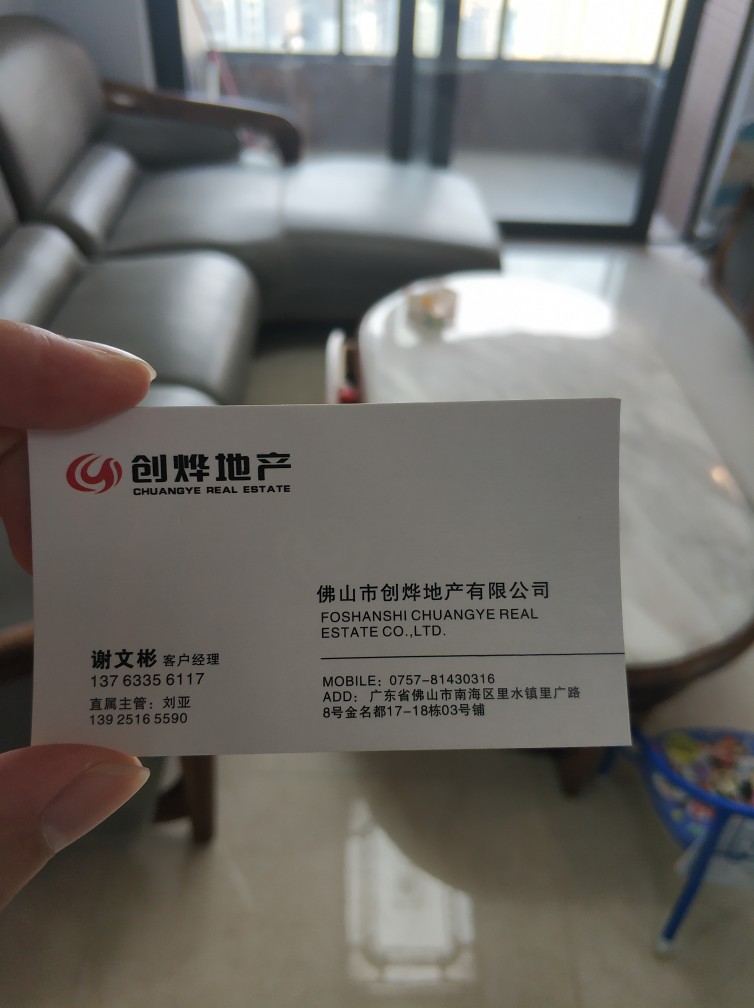 创烨地产
CHUANGYE REAL ESTATE
佛山市创烨地产有限公司
FOSHANSHI CHUANGYE REAL
ESTATE CO.,LTD.
谢文彬 客户经理
137 6335 6117
直属主管：刘亚
139 2516 5590
MOBILE：0757-81430316
ADD：广东省佛山市南海区里水镇里广路
8号金名都17-18栋03号铺